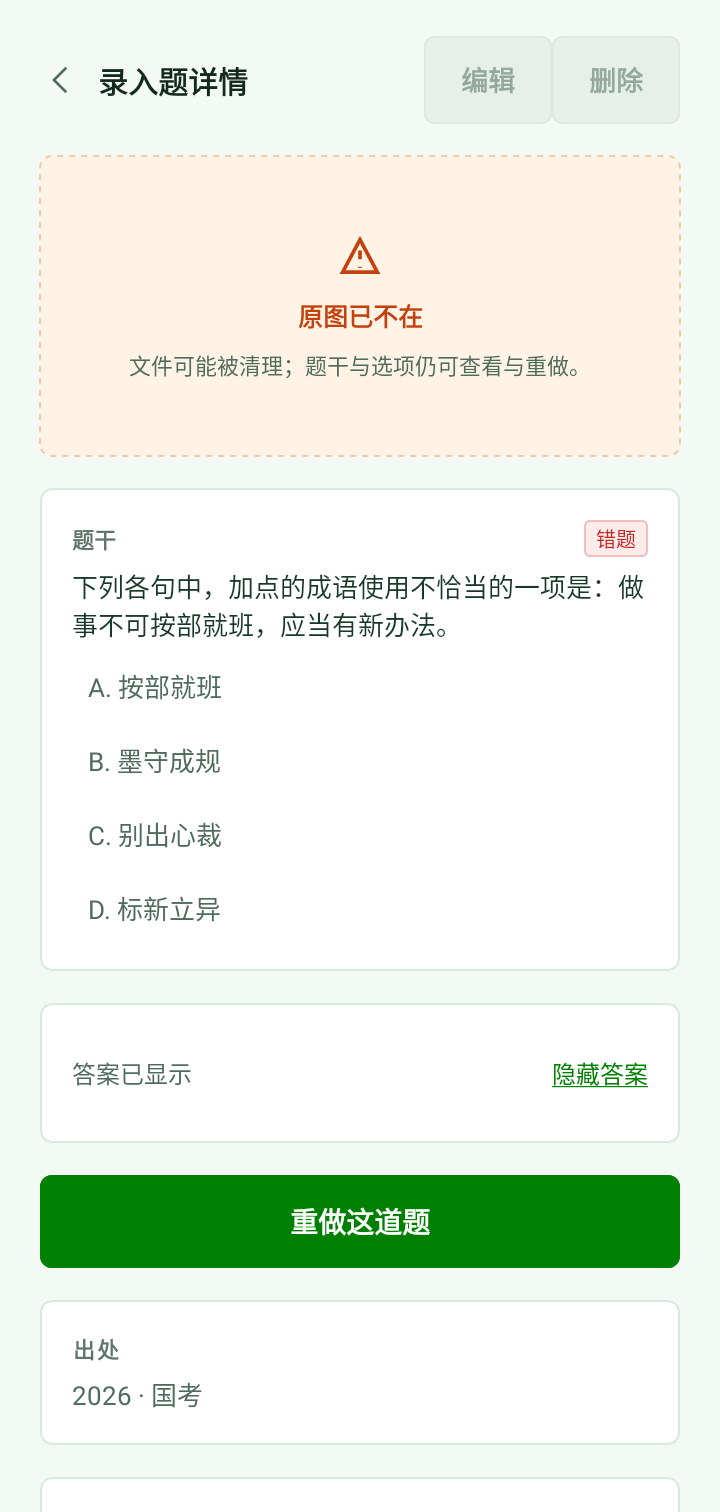 录入题详情
编辑
删除
原图已不在
文件可能被清理；题干与选项仍可查看与重做。
题干
错题
下列各句中，加点的成语使用不恰当的一项是：做
事不可按部就班，应当有新办法。
A. 按部就班
B. 墨守成规
C. 别出心裁
D. 标新立异
答案已显示
隐藏答案
重做这道题
出处
2026 · 国考